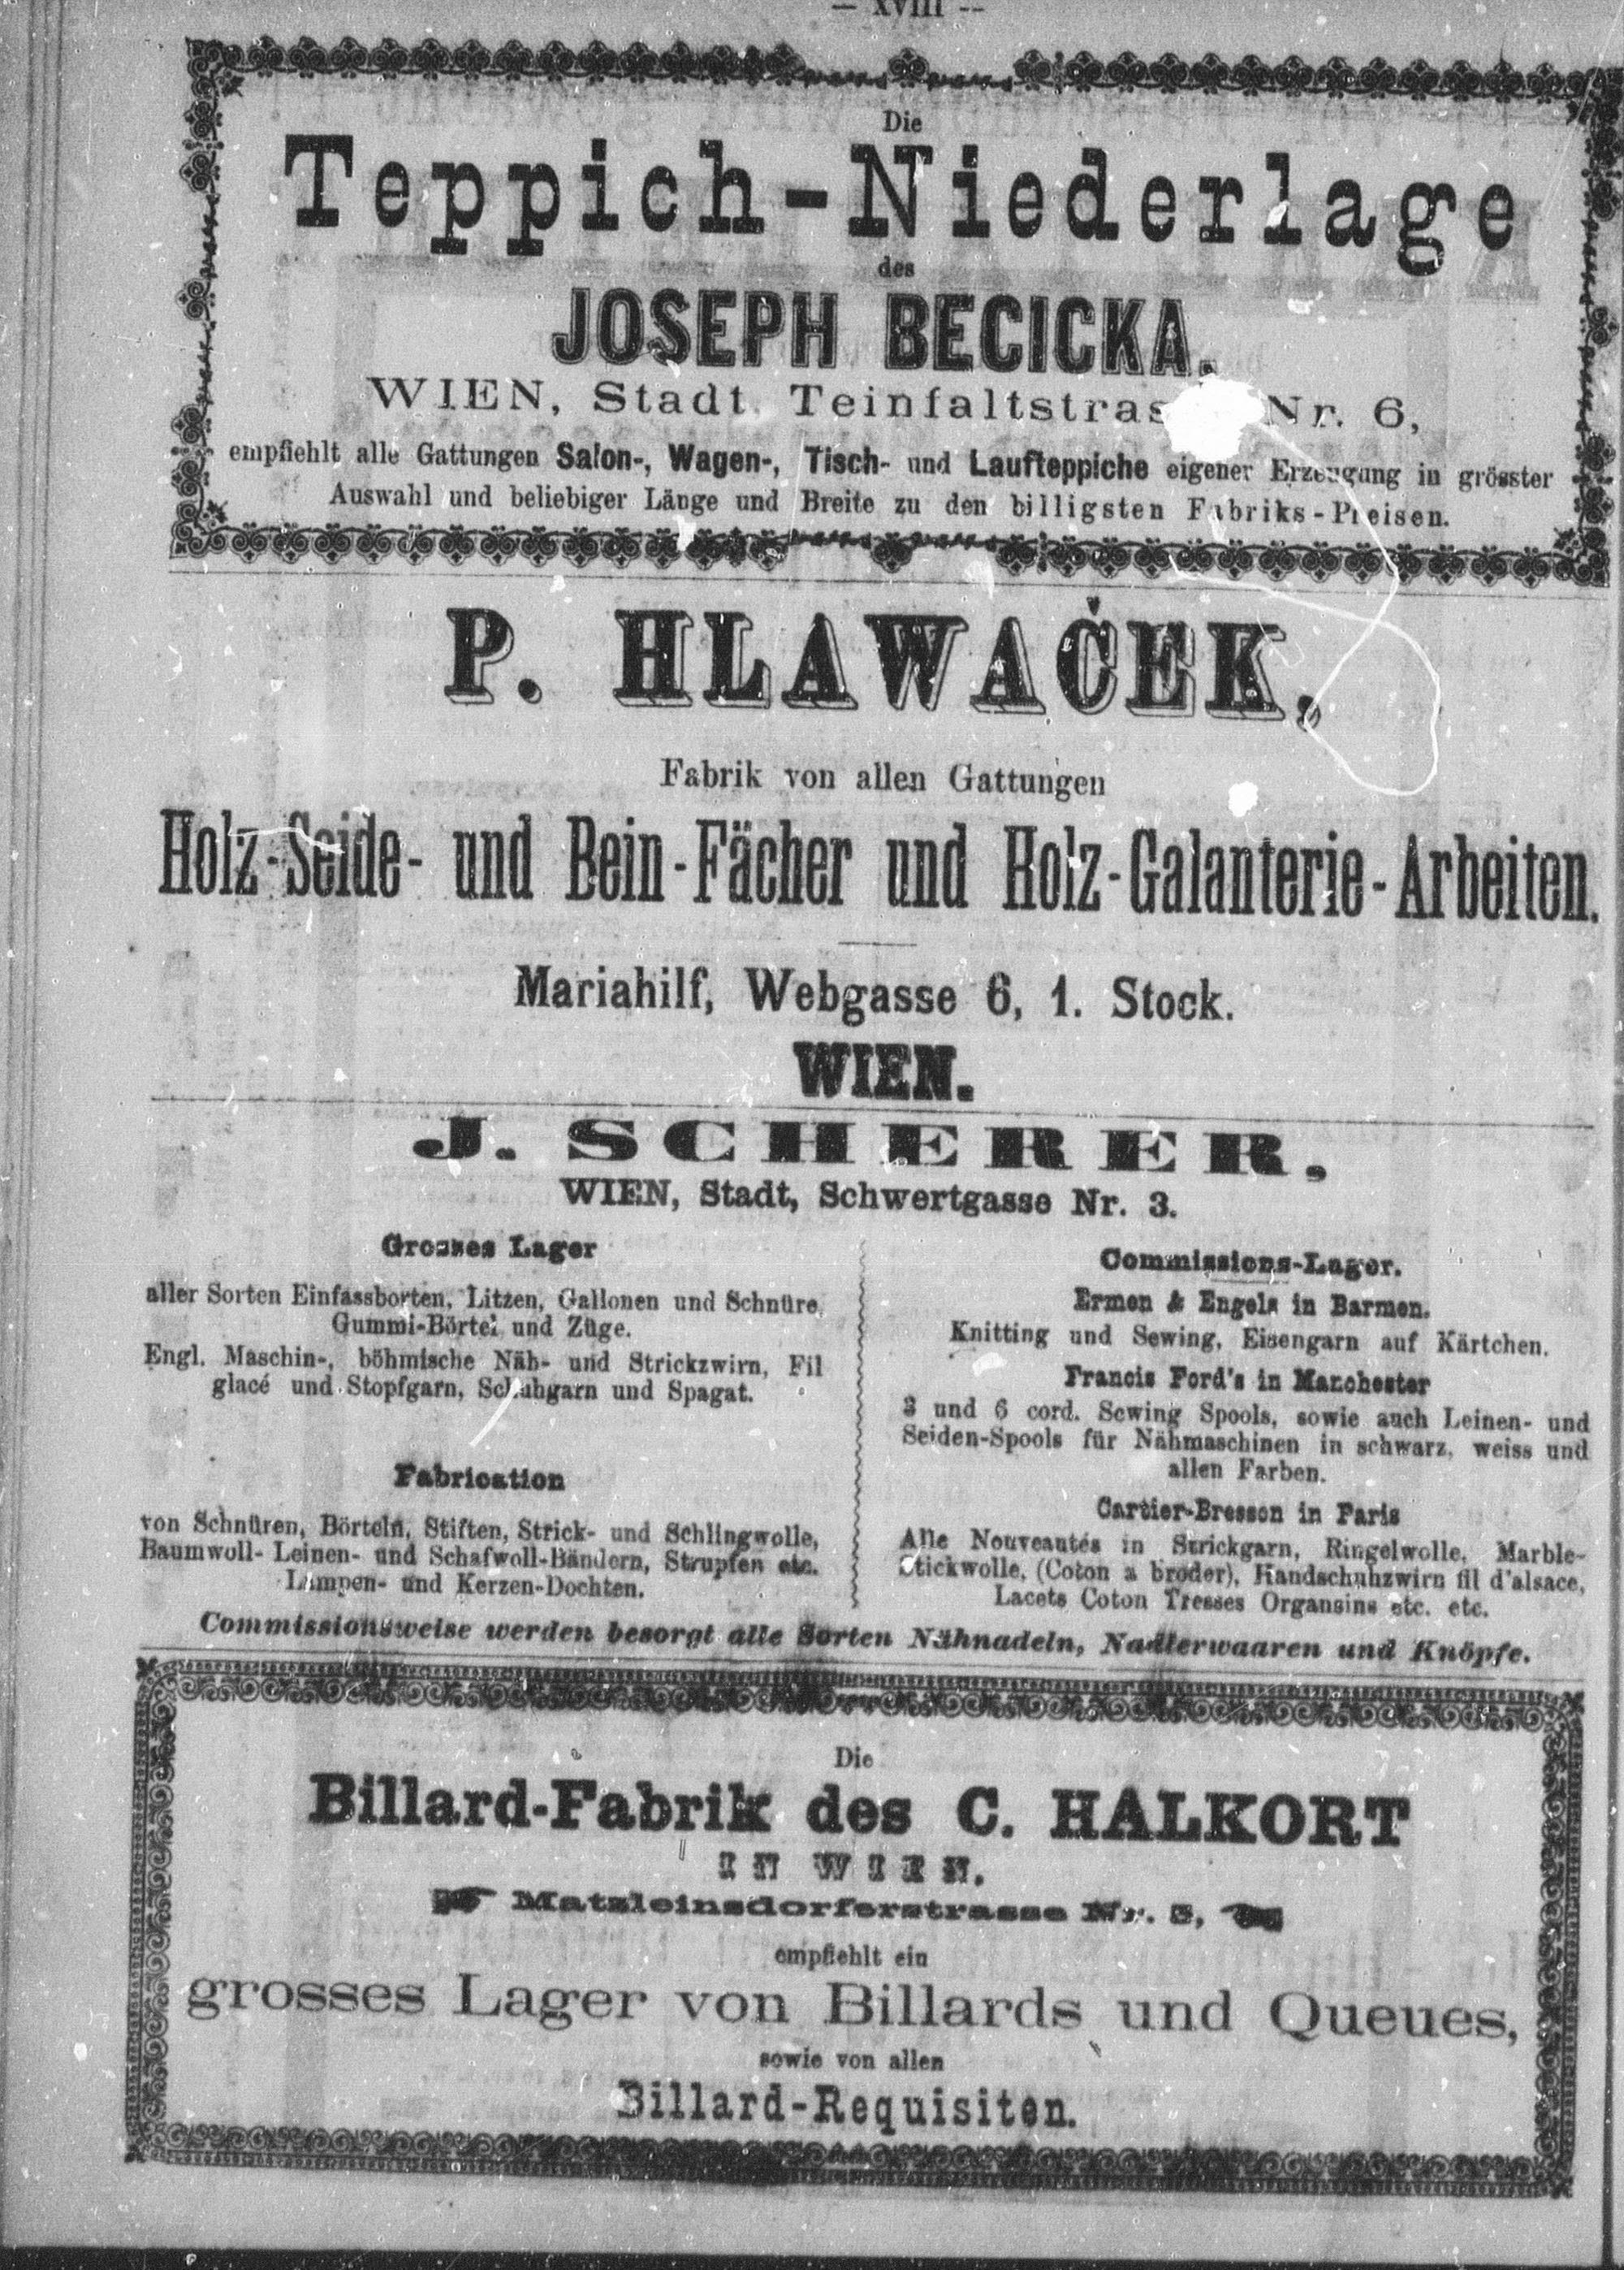 — XVIII --
Die
Teppich-Niederlage
des
JOSEPH BECICKA,
WIEN, Stadt, Nr. 6,
empfiehlt alle Gattungen Salon-, Wagen-, Tisch- und Laufteppiche eigener Erzeugung in grösster
Auswahl und beliebiger Länge und Breite zu den billigsten Fabriks-Preisen.
P. HLAWAČEK,
Fabrik von allen Gattungen
Holz-Seide- und Bein-Fächer und Holz-Galanterie-Arbeiten.
Mariahilf, Webgasse 6, 1. Stock.
WIEN.
J. SCHERER,
WIEN, Stadt, Schwertgasse Nr. 3.
Grosses Lager
aller Sorten Einfassborten, Litzen, Gallonen und Schnüre,
Gummi-Börtel und Züge.
Engl. Maschin-, böhmische Näh- und Strickzwirn, Fil
glacé und Stopfgarn, Schuhgarn und Spagat.
Fabrication
von Schnüren, Börteln, Stiften, Strick- und Schlingwolle,
Baumwoll- Leinen- und Schafwoll-Bändern, Strupfen etc.
Lampen- und Kerzen-Dochten.
Commissions-Lager.
Ermen & Engels in Barmen.
Knitting und Sewing, Eisengarn auf Kärtchen.
Francis Ford's in Manchester
3 und 6 cord. Sewing Spools, sowie auch Leinen- und
Seiden-Spools für Nähmaschinen in schwarz, weiss und
allen Farben.
Cartier-Bresson in Paris
Alle Nouveautés in Strickgarn, Ringelwolle, Marble-
Stickwolle, (Coton a broder), Handschuhzwirn fil d'alsace,
Lacets Coton Tresses Organsins etc. etc.
Commissionsweise werden besorgt alle Sorten Nähnadeln, Nadlerwaaren und Knöpfe.
Die
Billard-Fabrik des C. HALKORT
IN WIEN.
Matzleinsdorferstrasse Nr.
empfiehlt ein
grosses Lager von Billards und Queues,
sowie von allen
Billard-Requisiten.